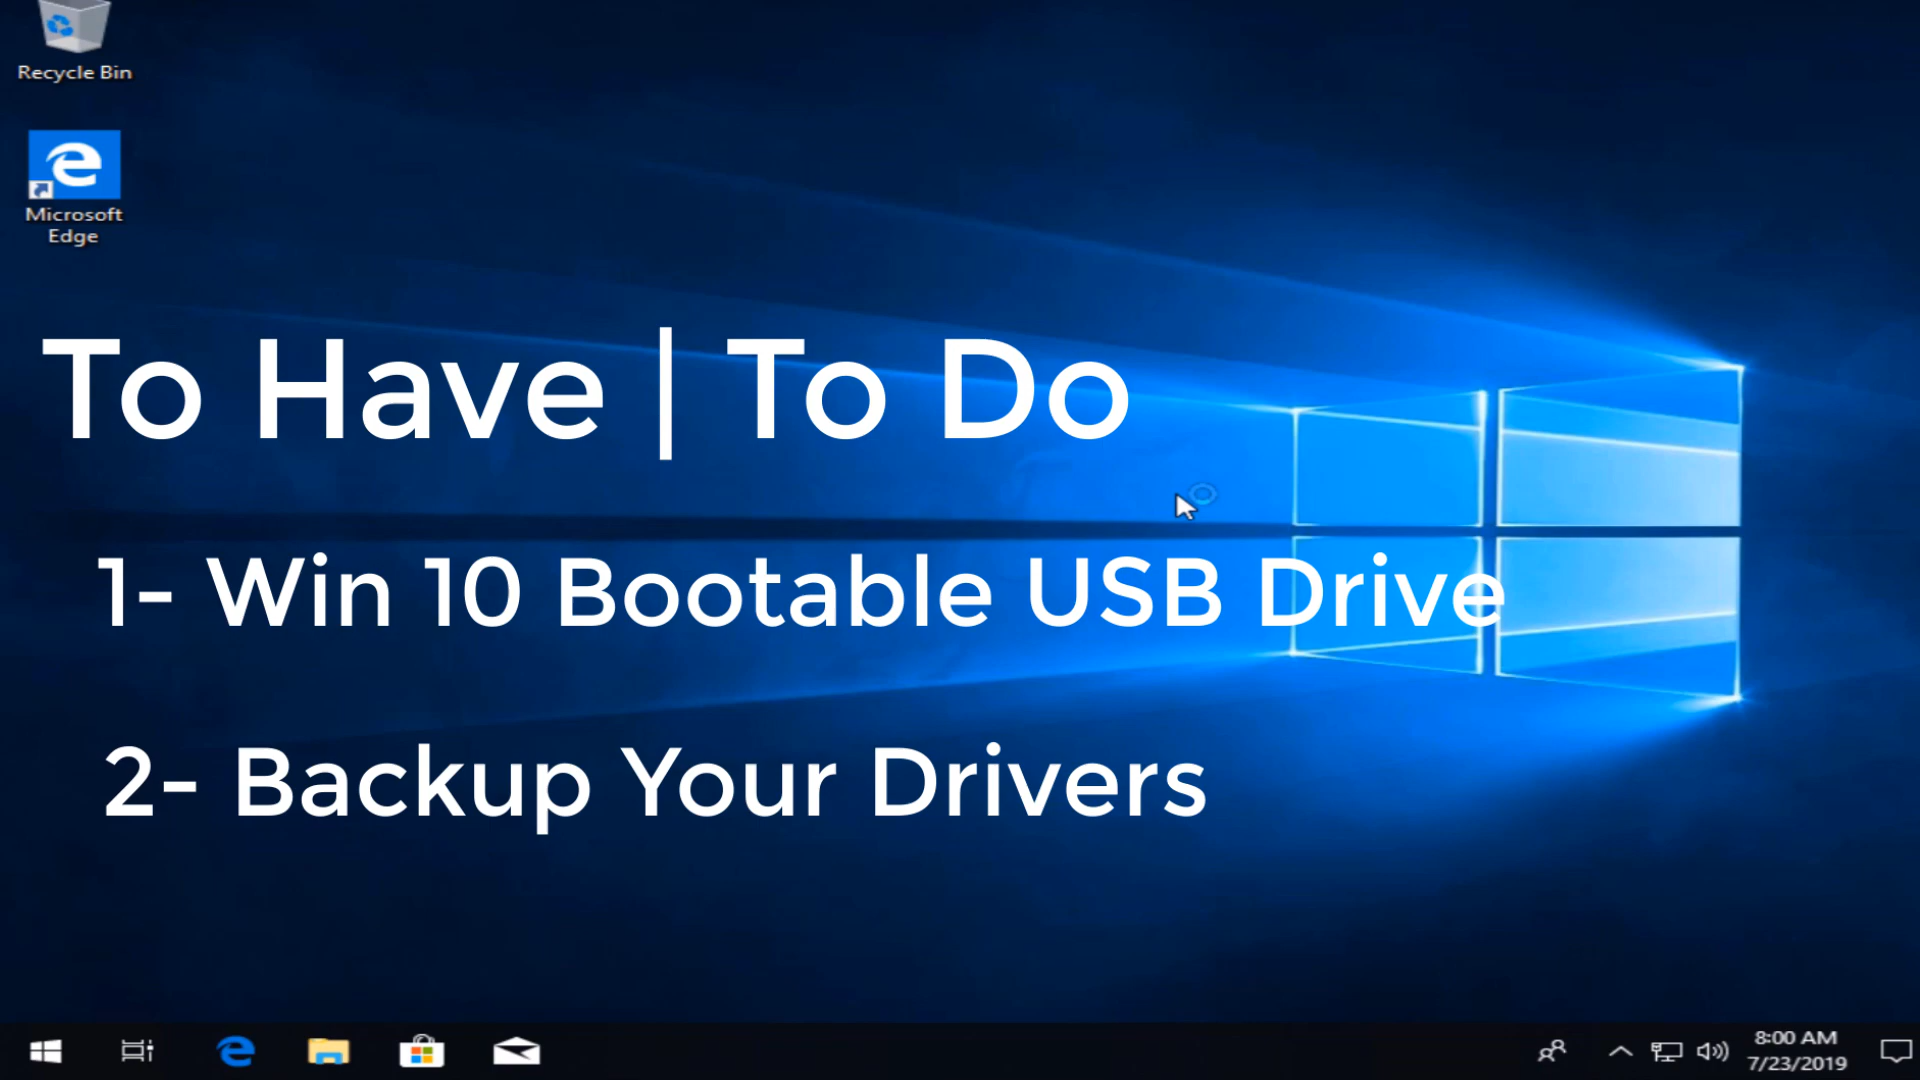 Recycle Bin
Microsoft
Edge
To Have | To Do
1- Win 10 Bootable USB Drive
2- Backup Your Drivers
8:00 AM
7/23/2019